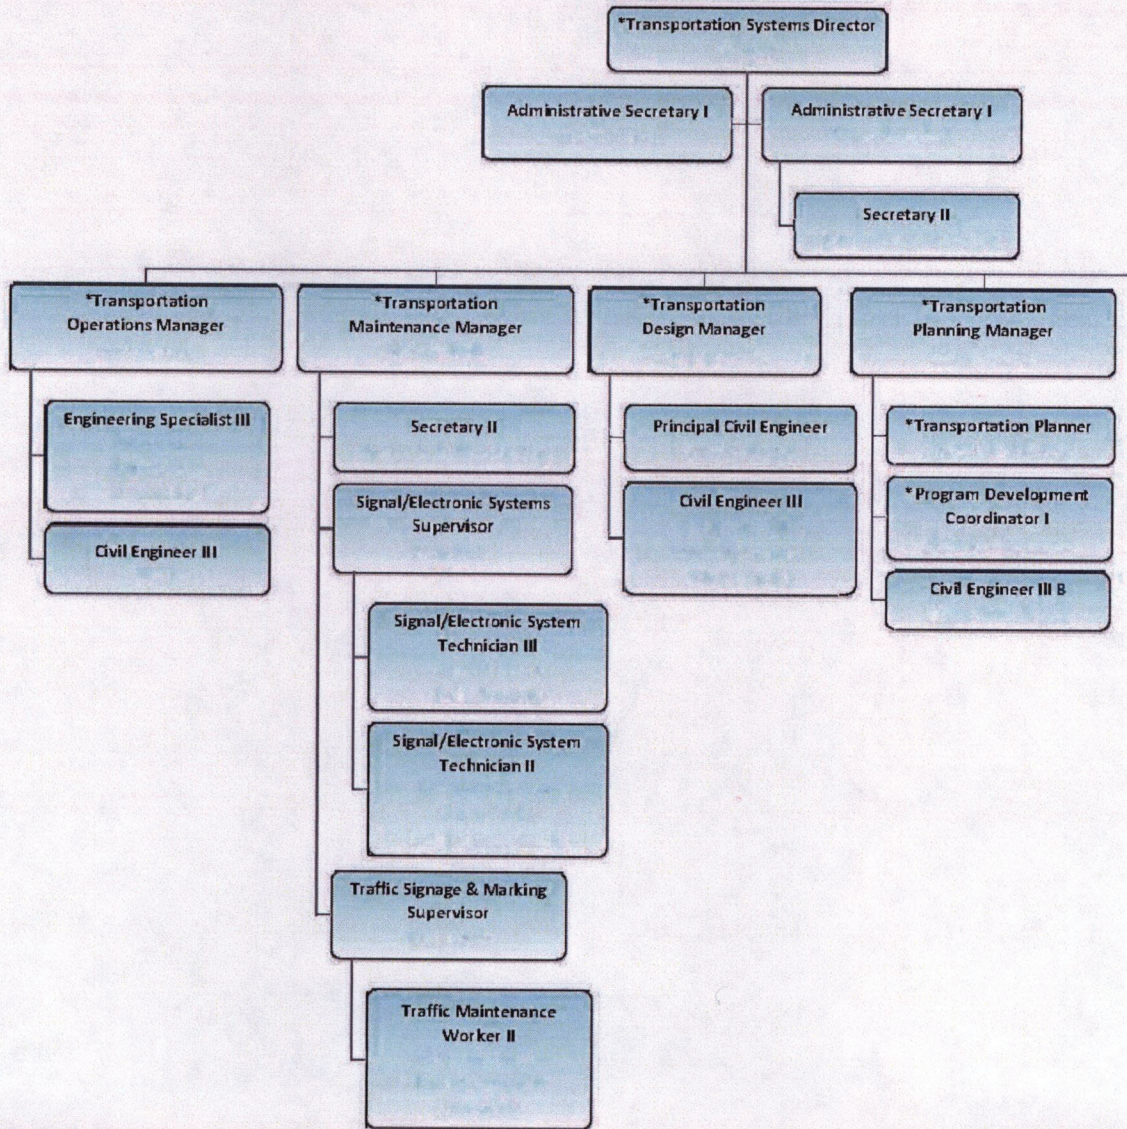 *Transportation Systems Director
Administrative Secretary I
Administrative Secretary I
Secretary II
*Transportation
Operations Manager
Engineering Specialist III
Civil Engineer III
*Transportation
Maintenance Manager
Secretary II
Signal/Electronic Systems
Supervisor
Signal/Electronic System
Technician III
Signal/Electronic System
Technician II
Traffic Signage & Marking
Supervisor
Traffic Maintenance
Worker II
*Transportation
Design Manager
Principal Civil Engineer
Civil Engineer III
*Transportation
Planning Manager
*Transportation Planner
*Program Development
Coordinator I
Civil Engineer III B